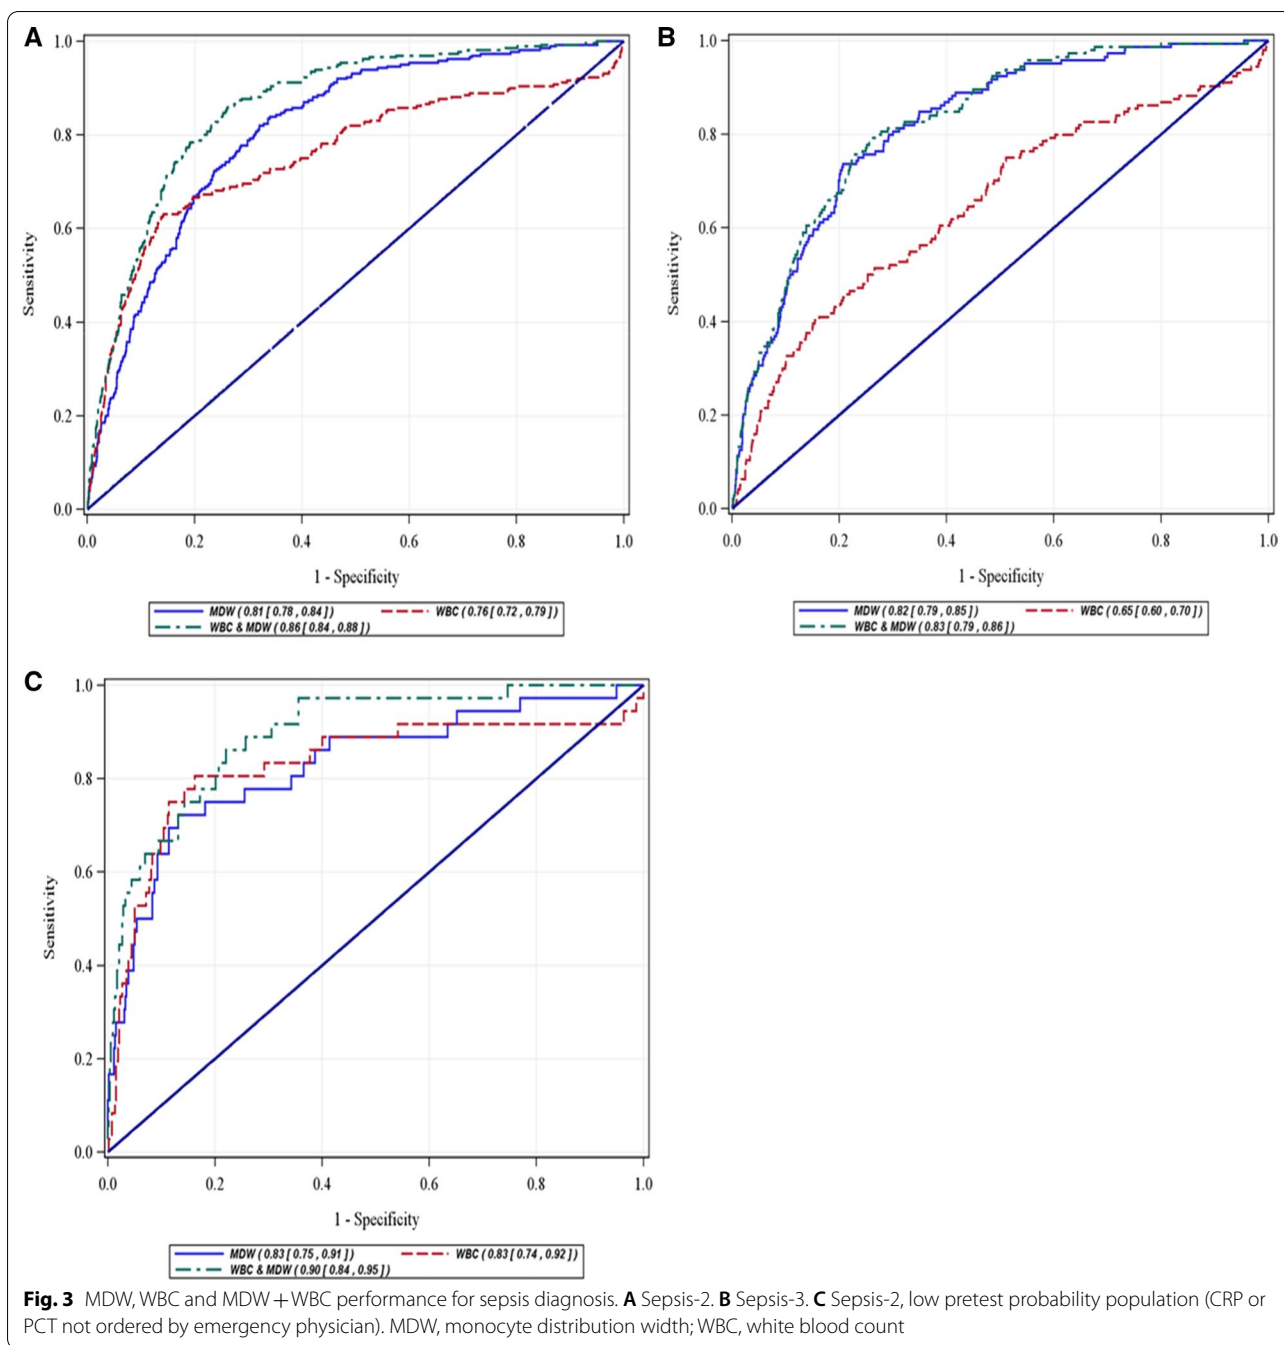 A
1.0
0.8
0.6
0.4
0.2
0.0
Sensitivity
0.0 0.2 0.4 0.6 0.8 1.0
1 - Specificity
MDW ( 0.81 [ 0.78 , 0.84 ] ) WBC ( 0.76 [ 0.72 , 0.79 ] )
WBC & MDW ( 0.86 [ 0.84 , 0.88 ] )
B
1.0
0.8
0.6
0.4
0.2
0.0
Sensitivity
0.0 0.2 0.4 0.6 0.8 1.0
1 - Specificity
MDW ( 0.82 [ 0.79 , 0.85 ] ) WBC ( 0.65 [ 0.60 , 0.70 ] )
WBC & MDW ( 0.83 [ 0.79 , 0.86 ] )
C
1.0
0.8
0.6
0.4
0.2
0.0
Sensitivity
0.0 0.2 0.4 0.6 0.8 1.0
1 - Specificity
MDW ( 0.83 [ 0.75 , 0.91 ] ) WBC ( 0.83 [ 0.74 , 0.92 ] )
WBC & MDW ( 0.90 [ 0.84 , 0.95 ] )
Fig. 3 MDW, WBC and MDW + WBC performance for sepsis diagnosis. A Sepsis-2. B Sepsis-3. C Sepsis-2, low pretest probability population (CRP or
PCT not ordered by emergency physician). MDW, monocyte distribution width; WBC, white blood count